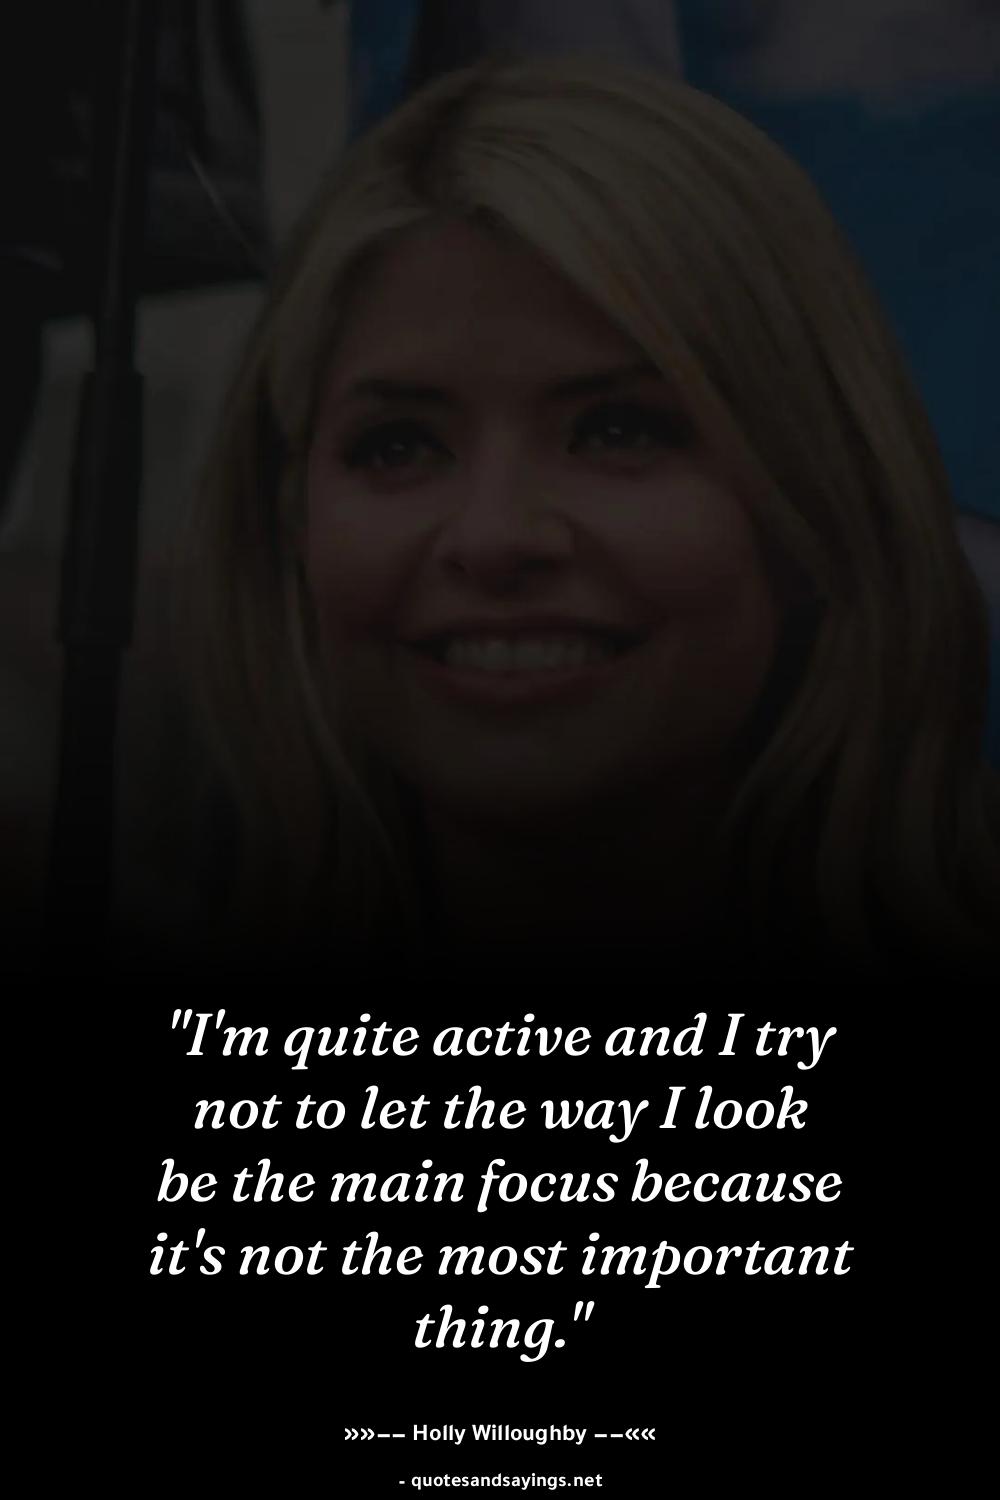 "I'm quite active and I try
not to let the way I look
be the main focus because
it's not the most important
thing."
»»−− Holly Willoughby −−««
- quotesandsayings.net